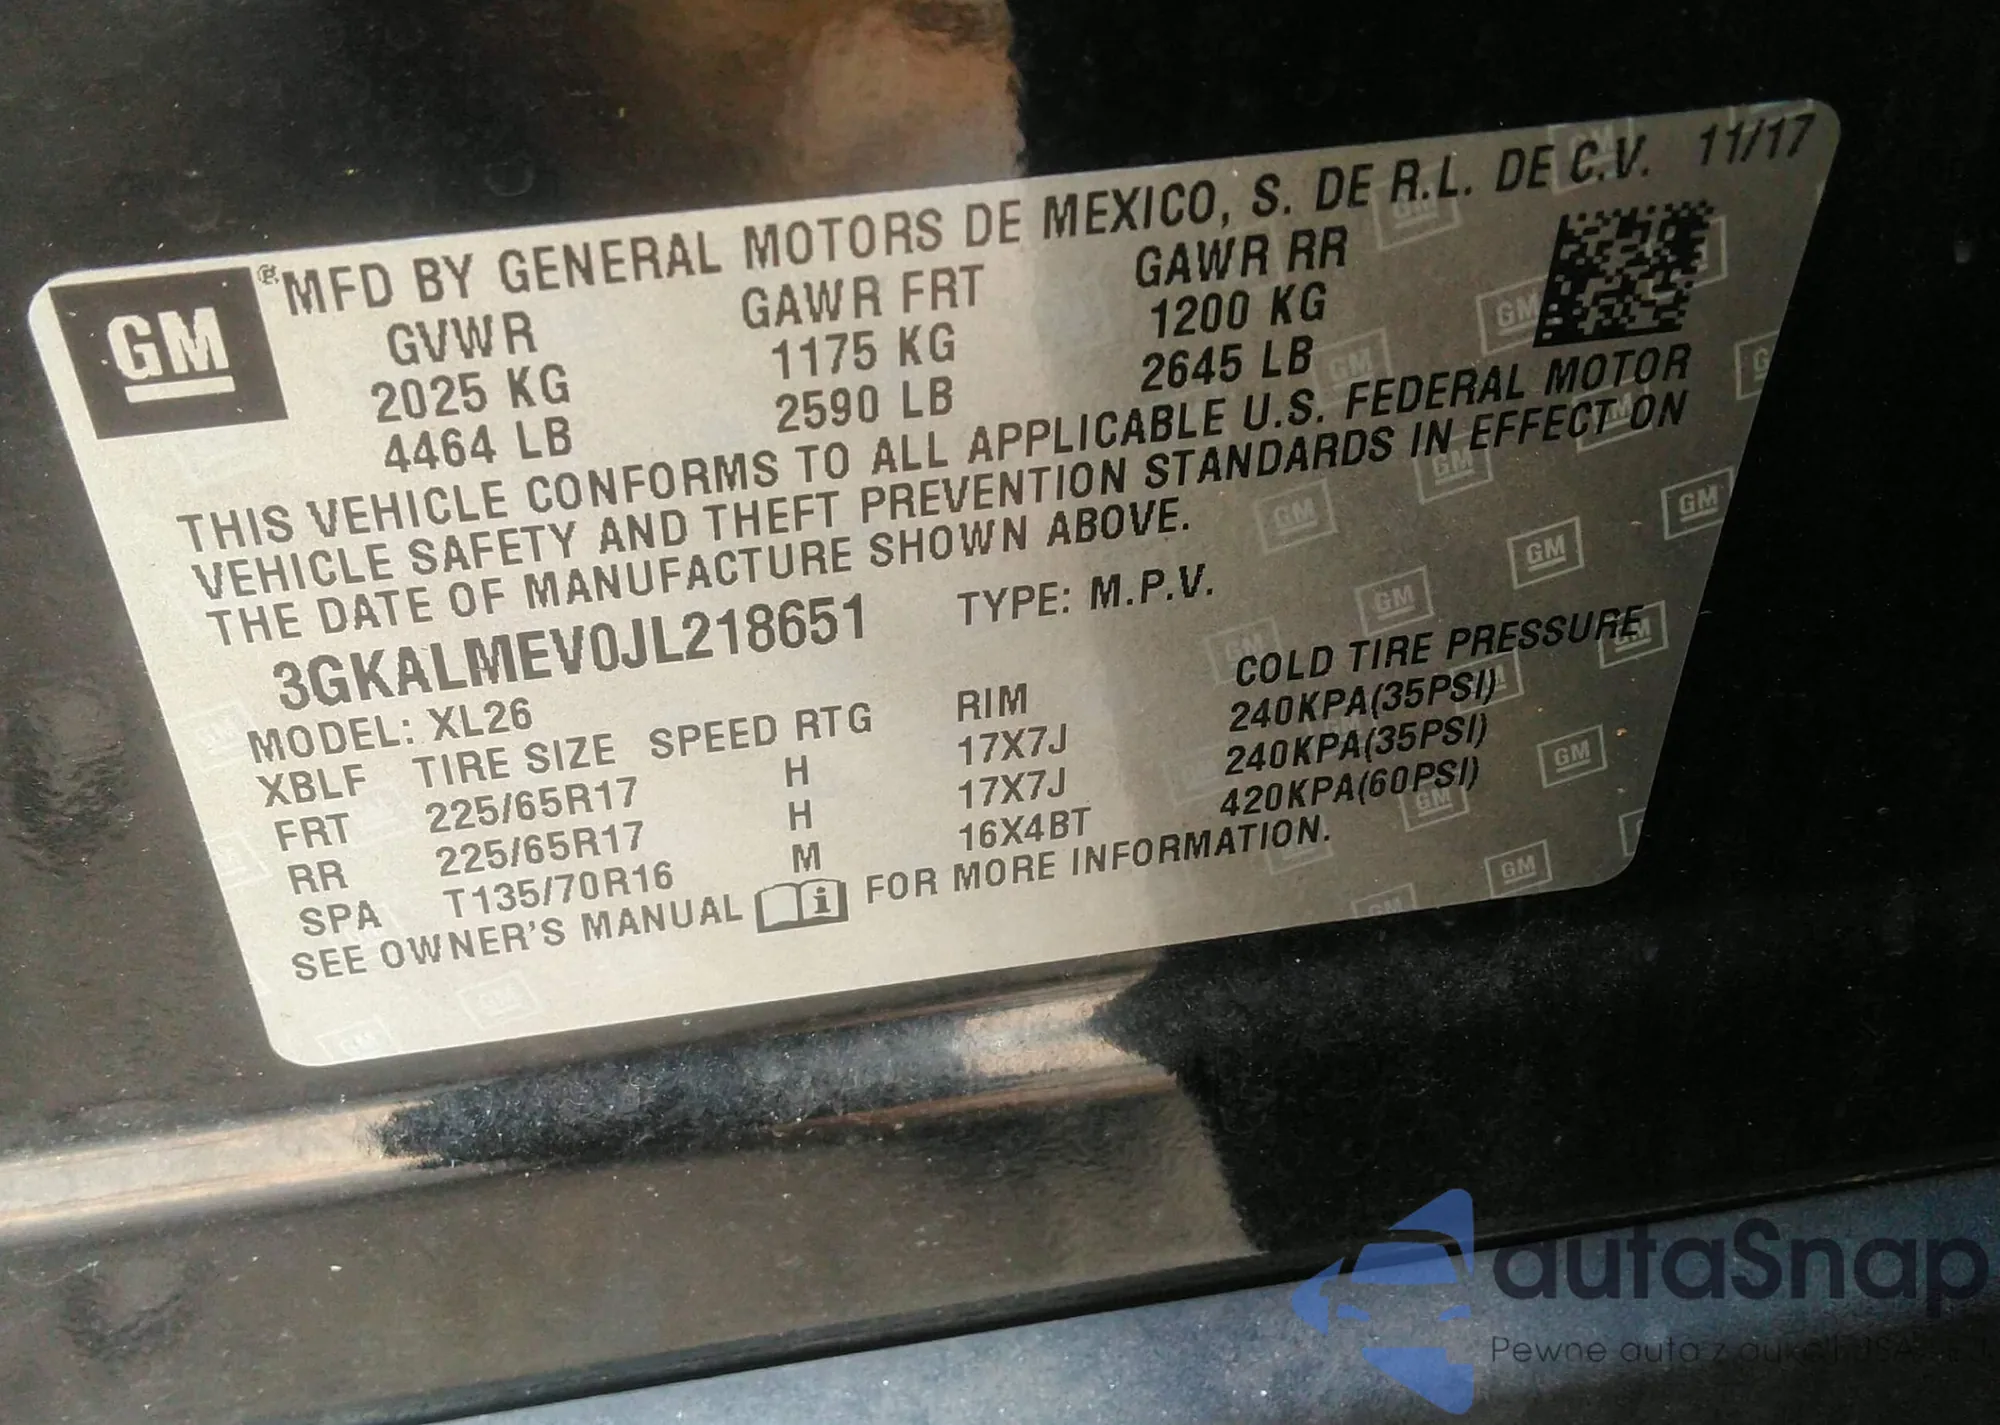 GM
MFD BY GENERAL MOTORS DE MEXICO, S. DE R.L. DE C.V. 11/17
GVWR GAWR FRT GAWR RR
2025 KG 1175 KG 1200 KG
4464 LB 2590 LB 2645 LB
THIS VEHICLE CONFORMS TO ALL APPLICABLE U.S. FEDERAL MOTOR
VEHICLE SAFETY AND THEFT PREVENTION STANDARDS IN EFFECT ON
THE DATE OF MANUFACTURE SHOWN ABOVE.
3GKALMEV0JL218651 TYPE: M.P.V.
MODEL: XL26
XBLF TIRE SIZE SPEED RTG RIM COLD TIRE PRESSURE
FRT 225/65R17 H 17X7J 240KPA(35PSI)
RR 225/65R17 H 17X7J 240KPA(35PSI)
SPA T135/70R16 M 16X4BT 420KPA(60PSI)
SEE OWNER'S MANUAL FOR MORE INFORMATION.
autaSnap
Pewne auta z aukcji USA